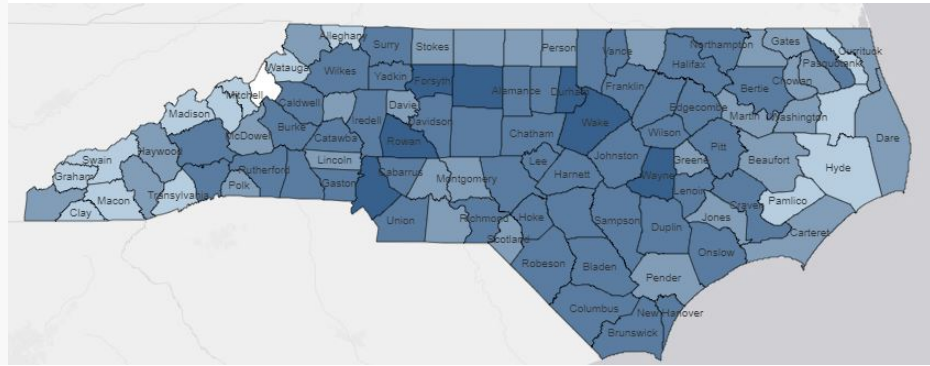 Alleghany
Surry
Stokes
Person
Vance
Northampton
Gates
Currituck
Pasquotank
Watauga
Wilkes
Yadkin
Forsyth
Alamance
Durham
Franklin
Halifax
Bertie
Chowan
Mitchell
Madison
Caldwell
Davie
Iredell
Davidson
Edgecombe
Martin
Washington
Burke
McDowell
Catawba
Rowan
Chatham
Wake
Wilson
Pitt
Dare
Swain
Haywood
Rutherford
Lincoln
Cabarrus
Montgomery
Lee
Harnett
Johnston
Wayne
Greene
Beaufort
Hyde
Graham
Macon
Transylvania
Polk
Gaston
Lenoir
Craven
Pamlico
Clay
Union
Richmond
Hoke
Sampson
Duplin
Jones
Carteret
Scotland
Robeson
Bladen
Onslow
Pender
Columbus
New Hanover
Brunswick